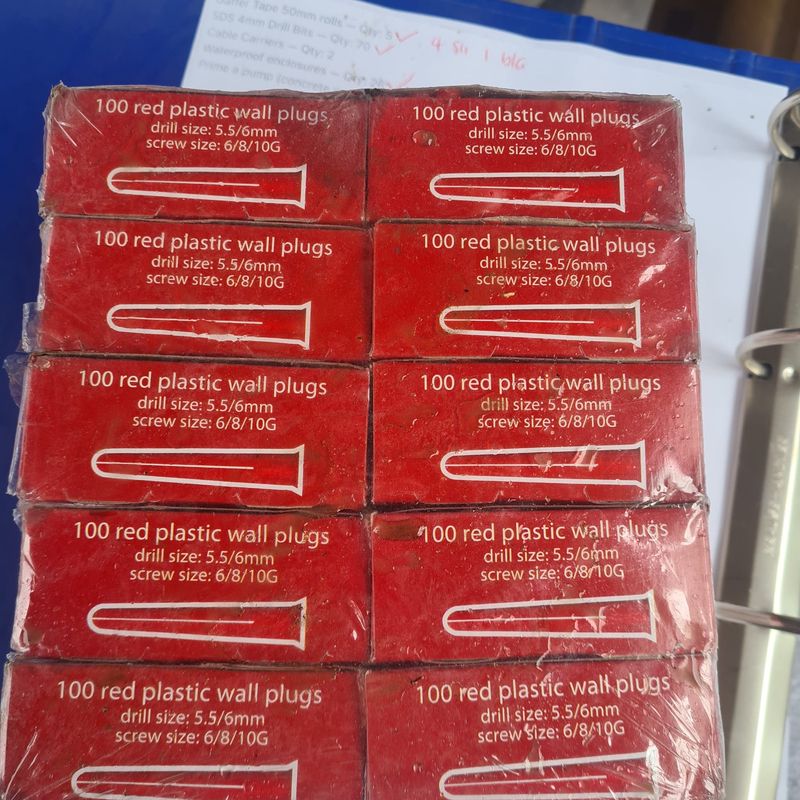 Gaffer Tape 50mm rolls – Qty: 5
SDS 4mm Drill Bits – Qty: 70
Cable Carriers – Qty: 2
Waterproof enclosures – Qty: 20
Prime a pump (concrete
100 red plastic wall plugs
drill size: 5.5/6mm
screw size: 6/8/10G
100 red plastic wall plugs
drill size: 5.5/6mm
screw size: 6/8/10G
100 red plastic wall plugs
drill size: 5.5/6mm
screw size: 6/8/10G
100 red plastic wall plugs
drill size: 5.5/6mm
screw size: 6/8/10G
100 red plastic wall plugs
drill size: 5.5/6mm
screw size: 6/8/10G
100 red plastic wall plugs
drill size: 5.5/6mm
screw size: 6/8/10G
100 red plastic wall plugs
drill size: 5.5/6mm
screw size: 6/8/10G
100 red plastic wall plugs
drill size: 5.5/6mm
screw size: 6/8/10G
100 red plastic wall plugs
drill size: 5.5/6mm
screw size: 6/8/10G
100 red plastic wall plugs
drill size: 5.5/6mm
screw size: 6/8/10G